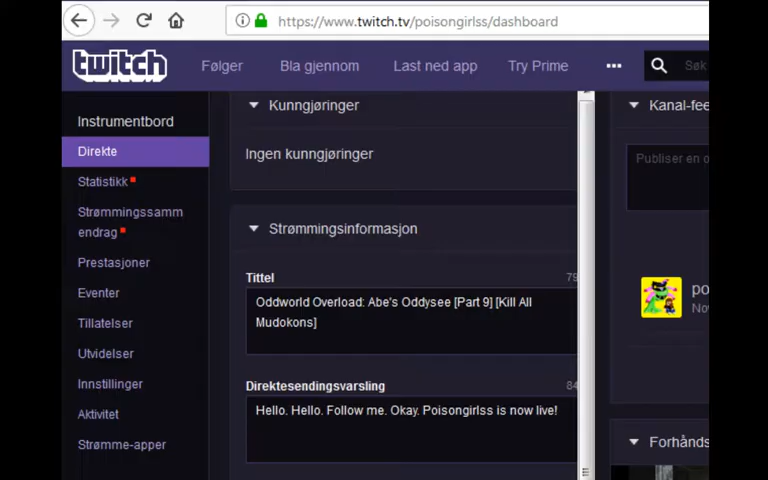 https://www.twitch.tv/poisongirlss/dashboard
twitch
Følger
Bla gjennom
Last ned app
Try Prime
Søk
Instrumentbord
Direkte
Statistikk
Strømmingssamm
endrag
Prestasjoner
Eventer
Tillatelser
Utvidelser
Innstillinger
Aktivitet
Strømme-apper
Kunngjøringer
Ingen kunngjøringer
Strømmingsinformasjon
Tittel
79
Oddworld Overload: Abe's Oddysee [Part 9] [Kill All
Mudokons]
Direktesendingsvarsling
84
Hello. Hello. Follow me. Okay. Poisongirlss is now live!
Kanal-fee
Publiser en o
po
No
Forhånds